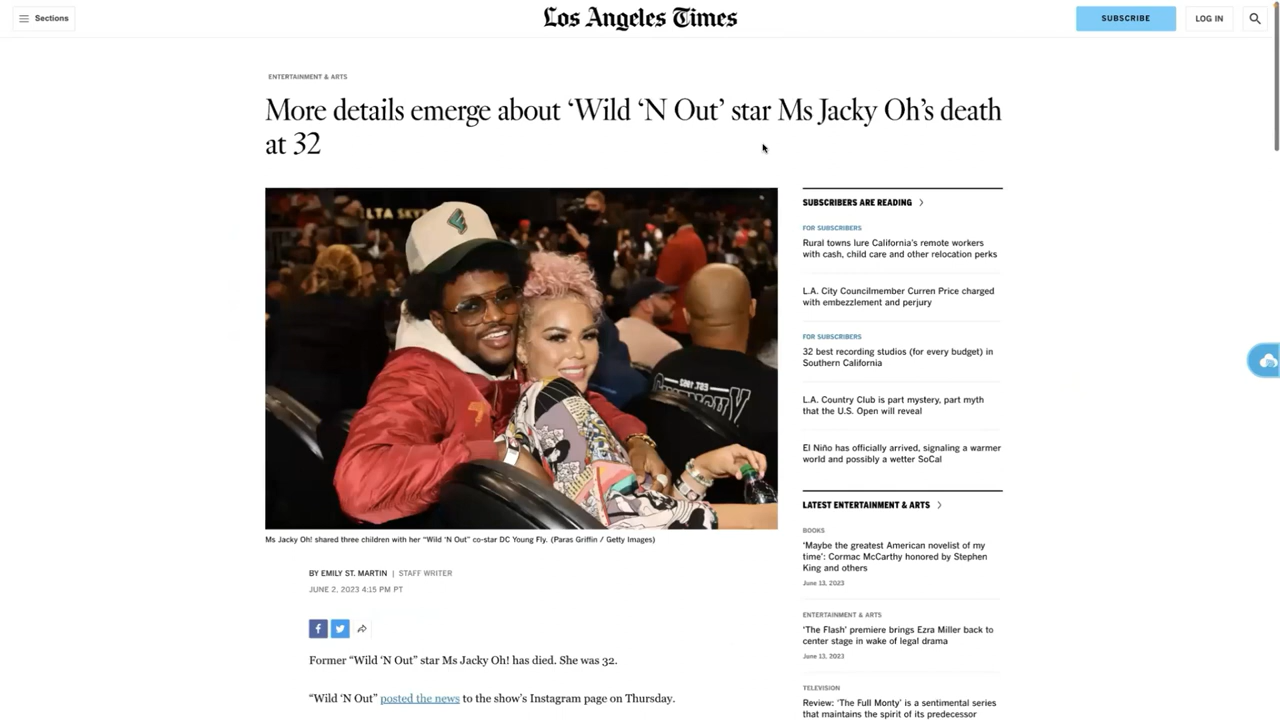 Sections
Los Angeles Times
SUBSCRIBE
LOG IN
ENTERTAINMENT & ARTS
More details emerge about ‘Wild ‘N Out’ star Ms Jacky Oh’s death
at 32
LTA SKY
Ms Jacky Oh! shared three children with her “Wild ‘N Out” co-star DC Young Fly. (Paras Griffin / Getty Images)
BY EMILY ST. MARTIN | STAFF WRITER
JUNE 2, 2023 4:15 PM PT
Former “Wild ‘N Out” star Ms Jacky Oh! has died. She was 32.
“Wild ‘N Out” posted the news to the show’s Instagram page on Thursday.
SUBSCRIBERS ARE READING
FOR SUBSCRIBERS
Rural towns lure California’s remote workers
with cash, child care and other relocation perks
L.A. City Councilmember Curren Price charged
with embezzlement and perjury
FOR SUBSCRIBERS
32 best recording studios (for every budget) in
Southern California
L.A. Country Club is part mystery, part myth
that the U.S. Open will reveal
El Niño has officially arrived, signaling a warmer
world and possibly a wetter SoCal
LATEST ENTERTAINMENT & ARTS
BOOKS
‘Maybe the greatest American novelist of my
time’: Cormac McCarthy honored by Stephen
King and others
June 13, 2023
ENTERTAINMENT & ARTS
‘The Flash’ premiere brings Ezra Miller back to
center stage in wake of legal drama
June 13, 2023
TELEVISION
Review: ‘The Full Monty’ is a sentimental series
that maintains the spirit of its predecessor